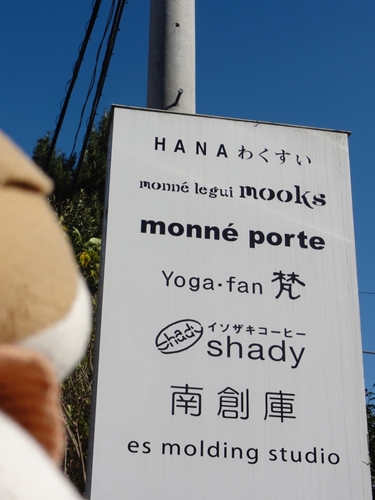 HANAわくすい
monné legui mooks
monné porte
Yoga・fan 梵
shady イソザキコーヒー
shady
南創庫
es molding studio